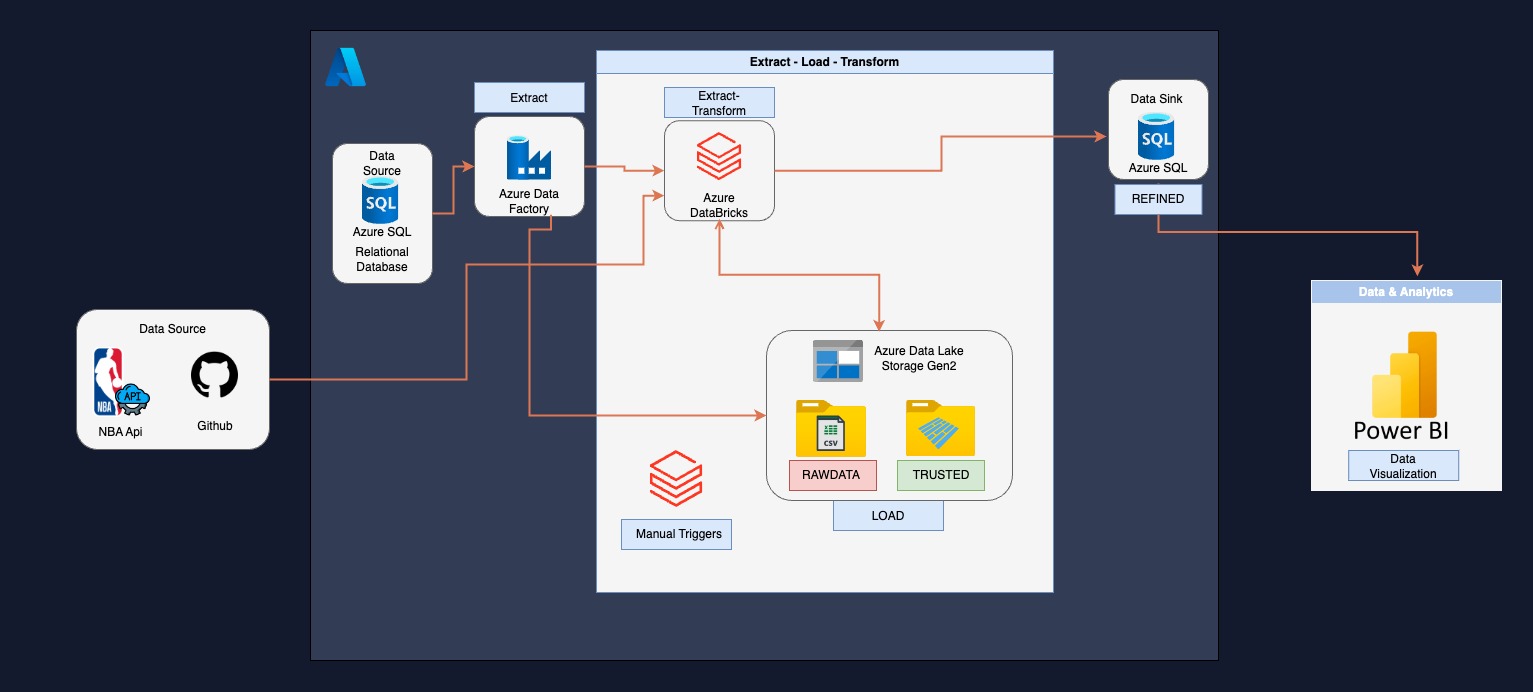 Extract - Load - Transform
Extract
Extract-
Transform
Data Sink
SQL
Azure SQL
REFINED
Data
Source
SQL
Azure SQL
Relational
Database
Azure Data
Factory
Azure
DataBricks
Data Source
NBA
API
NBA Api
Github
Azure Data Lake
Storage Gen2
CSV
RAWDATA
TRUSTED
LOAD
Manual Triggers
Data & Analytics
Power BI
Data
Visualization